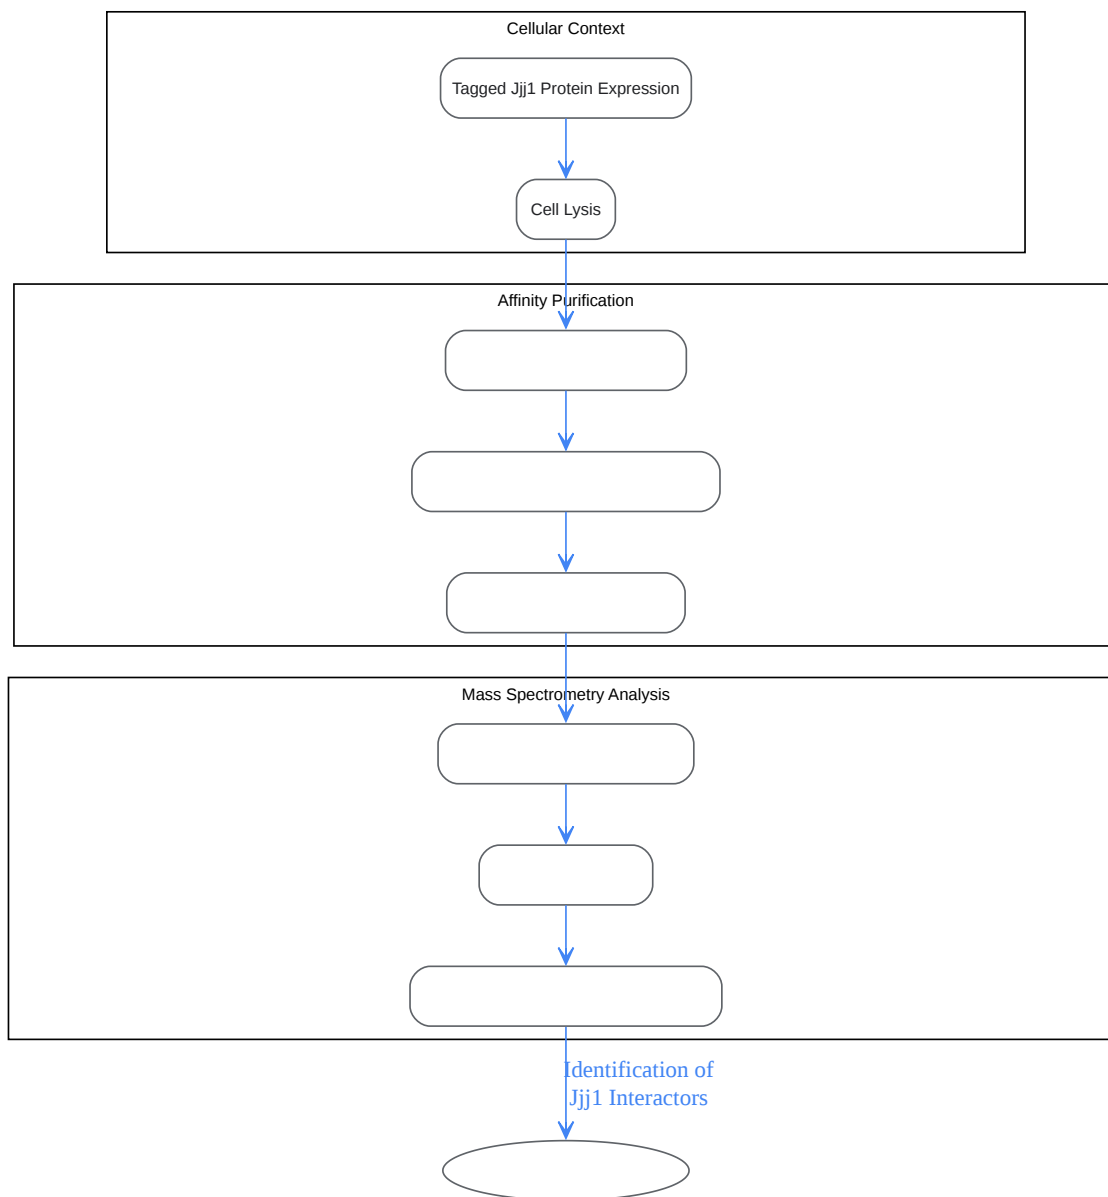 Cellular Context
Tagged Jjj1 Protein Expression
Cell Lysis
Affinity Purification
Mass Spectrometry Analysis
Identification of
Jjj1 Interactors